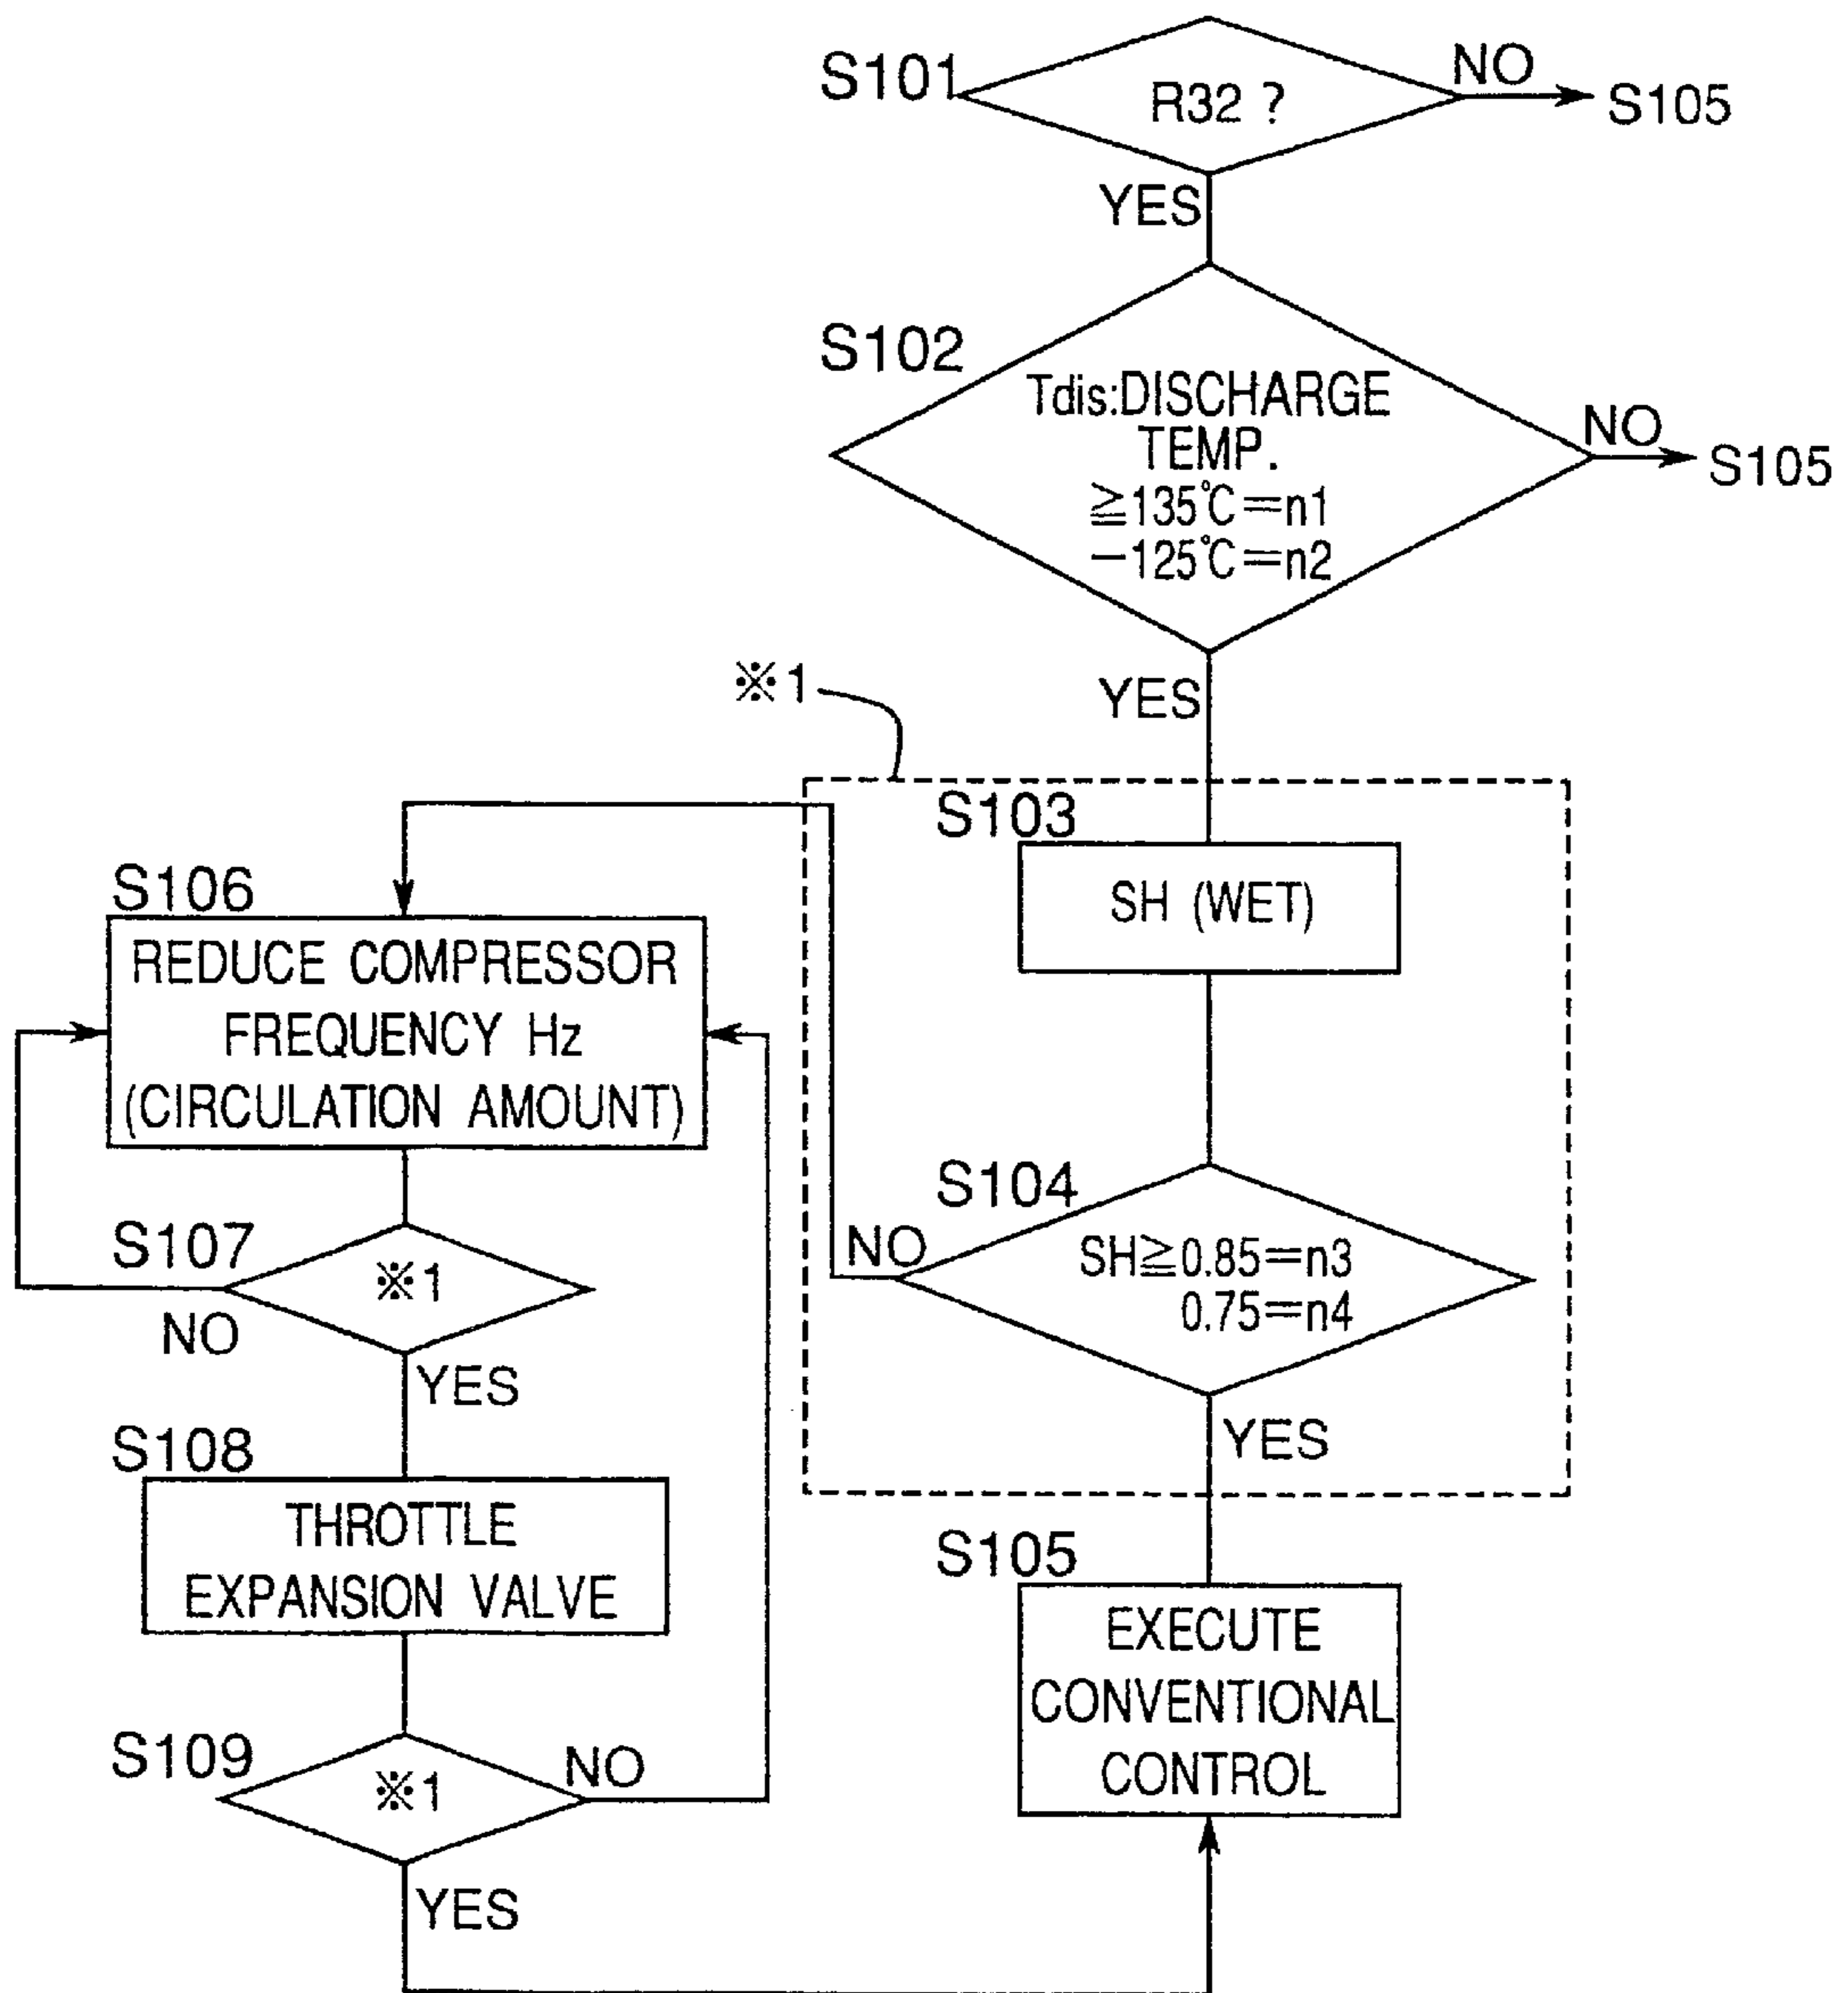 S101
R32 ?
NO
S105
YES
S102
Tdis:DISCHARGE
TEMP.
≧135℃=n1
−125℃=n2
NO
S105
YES
※1
S103
SH (WET)
S104
SH≧0.85=n3
0.75=n4
NO
YES
S105
EXECUTE
CONVENTIONAL
CONTROL
S106
REDUCE COMPRESSOR
FREQUENCY Hz
(CIRCULATION AMOUNT)
S107
※1
NO
YES
S108
THROTTLE
EXPANSION VALVE
S109
※1
NO
YES